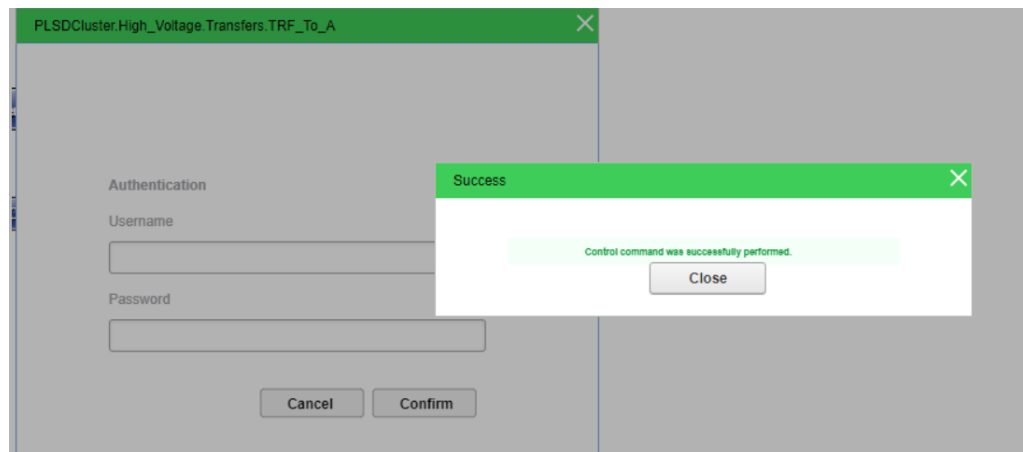 PLSDCluster.High_Voltage.Transfers.TRF_To_A
Authentication
Username
Password
Cancel
Confirm
Success
Control command was successfully performed.
Close